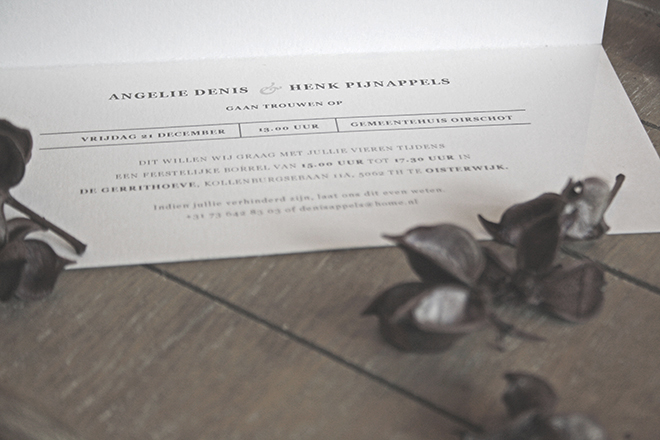 ANGELIE DENIS & HENK PIJNAPPELS
GAAN TROUWEN OP
VRIJDAG 21 DECEMBER 13.00 UUR GEMEENTEHUIS OIRSCHOT
DIT WILLEN WIJ GRAAG MET JULLIE VIEREN TIJDENS
EEN FEESTELIJKE BORREL VAN 15.00 UUR TOT 17.30 UUR IN
DE GERRITHOEVE, KOLLENBURGSEBAAN 11A, 5062 TH TE OISTERWIJK.
Indien jullie verhinderd zijn, laat ons dit even weten.
+31 73 642 83 03 of denisappels@home.nl